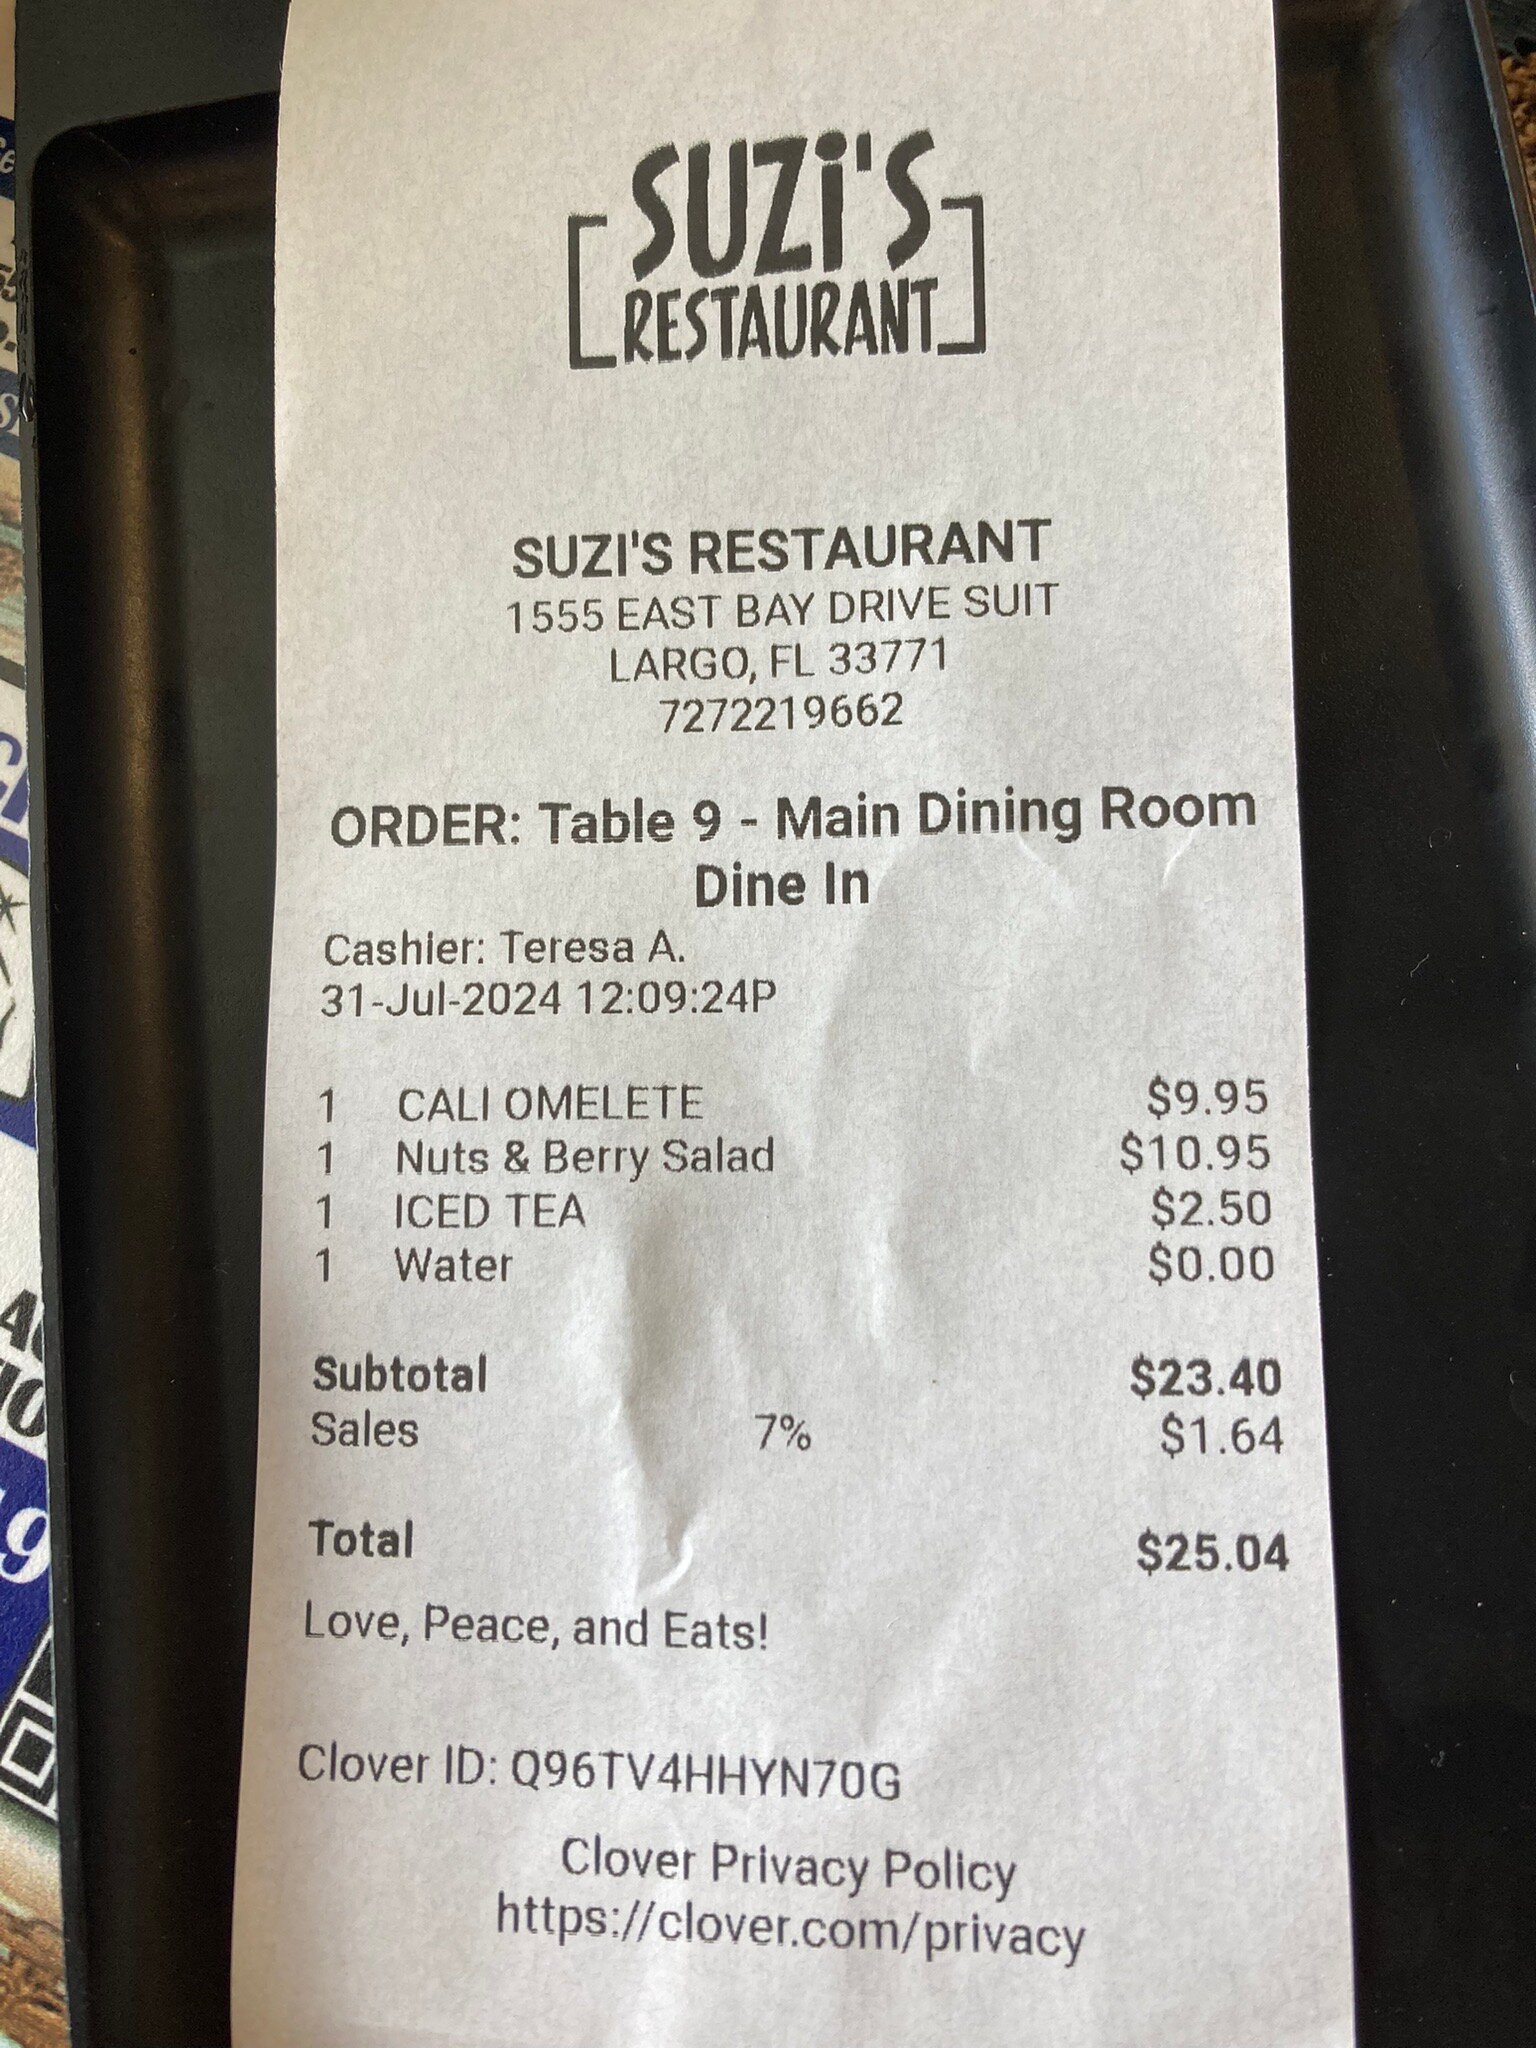 SUZi'S
RESTAURANT
SUZI'S RESTAURANT
1555 EAST BAY DRIVE SUIT
LARGO, FL 33771
7272219662
ORDER: Table 9 - Main Dining Room
Dine In
Cashier: Teresa A.
31-Jul-2024 12:09:24P
1 CALI OMELETE $9.95
1 Nuts & Berry Salad $10.95
1 ICED TEA $2.50
1 Water $0.00
Subtotal $23.40
Sales 7% $1.64
Total $25.04
Love, Peace, and Eats!
Clover ID: Q96TV4HHYN70G
Clover Privacy Policy
https://clover.com/privacy